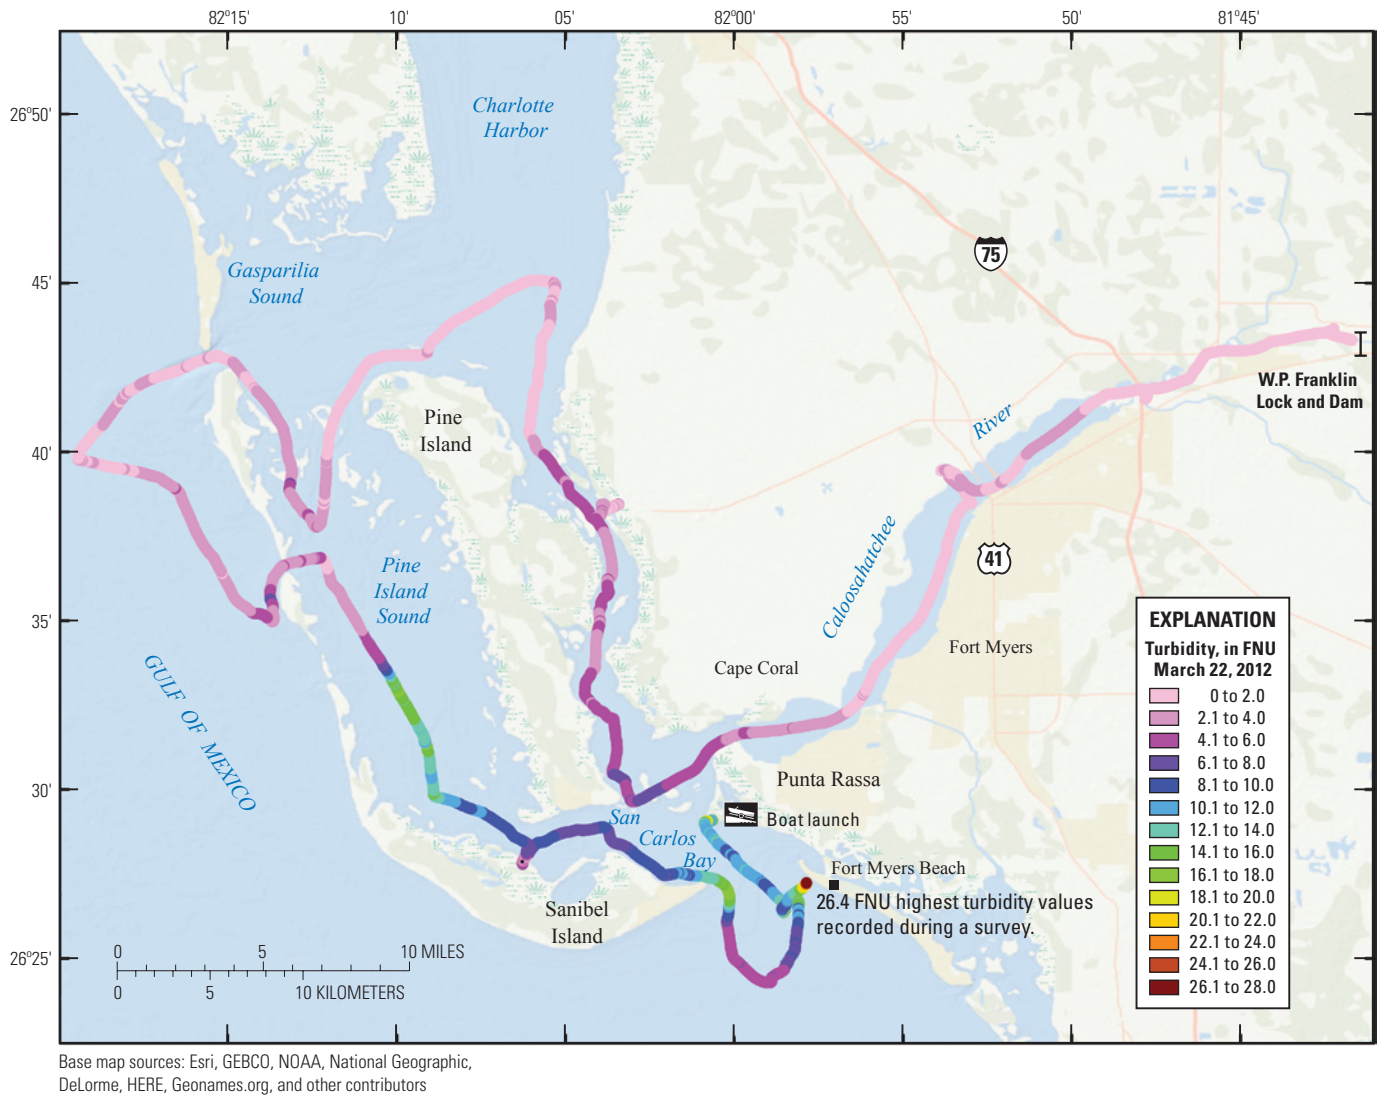 82°15'
10'
05'
82°00'
55'
50'
81°45'
26°50'
45'
40'
35'
30'
26°25'
Charlotte
Harbor
Gasparilia
Sound
75
W.P. Franklin
Lock and Dam
Pine
Island
River
Caloosahatchee
41
Pine
Island
Sound
Fort Myers
Cape Coral
GULF OF MEXICO
Punta Rassa
Boat launch
San
Carlos
Bay
Fort Myers Beach
26.4 FNU highest turbidity values
recorded during a survey.
Sanibel
Island
EXPLANATION
Turbidity, in FNU
March 22, 2012
0 to 2.0
2.1 to 4.0
4.1 to 6.0
6.1 to 8.0
8.1 to 10.0
10.1 to 12.0
12.1 to 14.0
14.1 to 16.0
16.1 to 18.0
18.1 to 20.0
20.1 to 22.0
22.1 to 24.0
24.1 to 26.0
26.1 to 28.0
0 5 10 MILES
0 5 10 KILOMETERS
Base map sources: Esri, GEBCO, NOAA, National Geographic,
DeLorme, HERE, Geonames.org, and other contributors